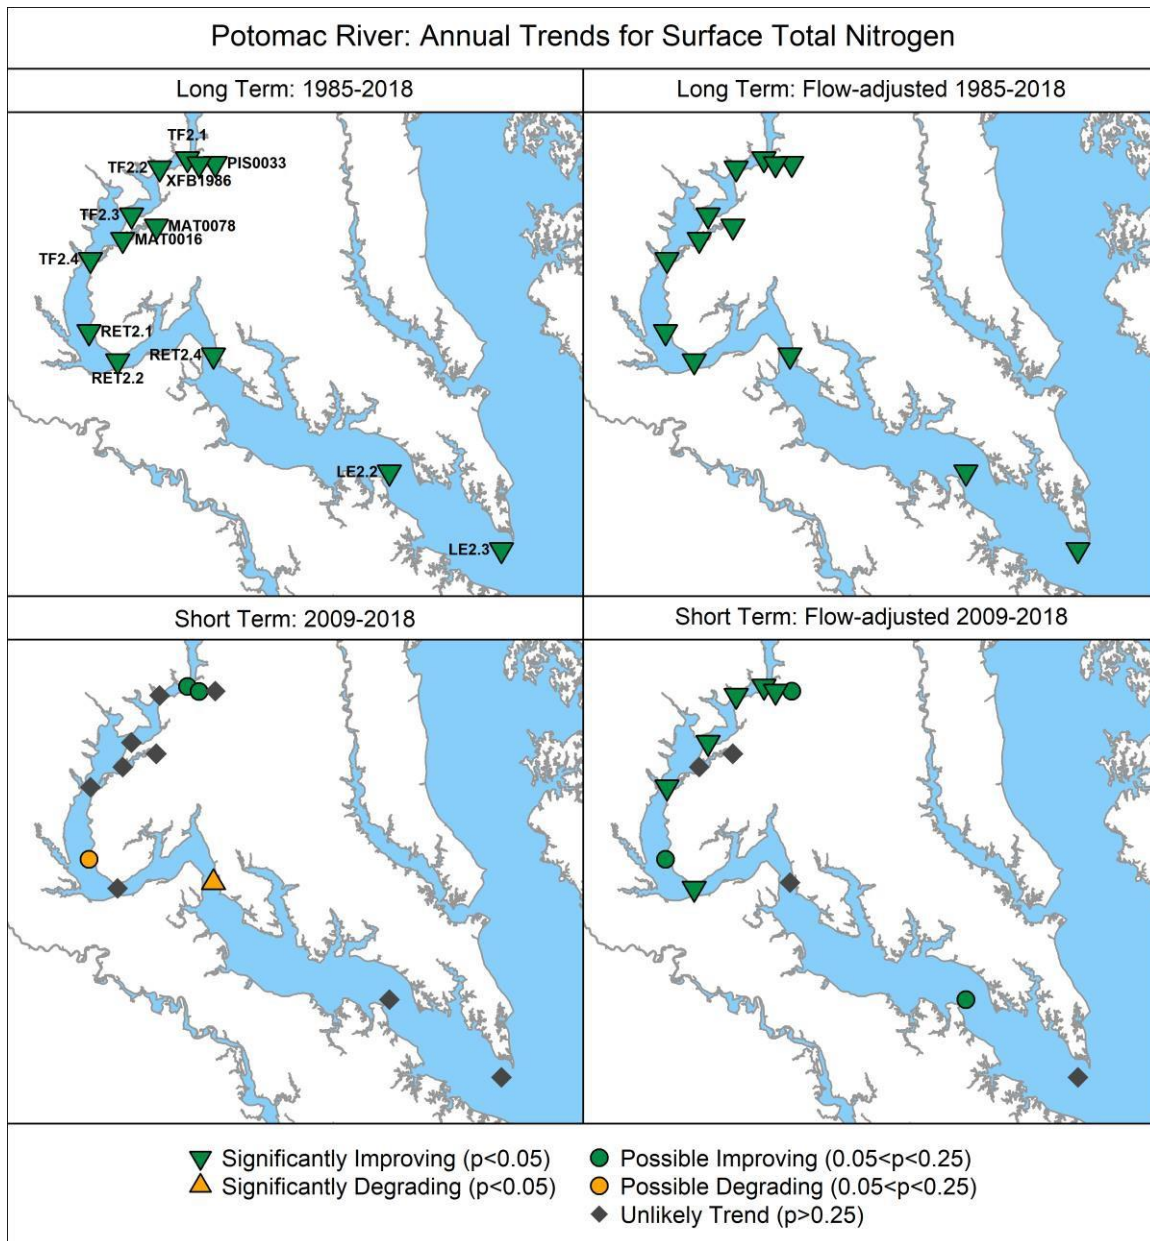 Potomac River: Annual Trends for Surface Total Nitrogen
Long Term: 1985-2018
Long Term: Flow-adjusted 1985-2018
TF2.1
TF2.2
PIS0033
XFB1986
TF2.3
MAT0078
MAT0016
TF2.4
RET2.1
RET2.4
RET2.2
LE2.2
LE2.3
Short Term: 2009-2018
Short Term: Flow-adjusted 2009-2018
Significantly Improving (p<0.05)
Possible Improving (0.05<p<0.25)
Significantly Degrading (p<0.05)
Possible Degrading (0.05<p<0.25)
Unlikely Trend (p>0.25)